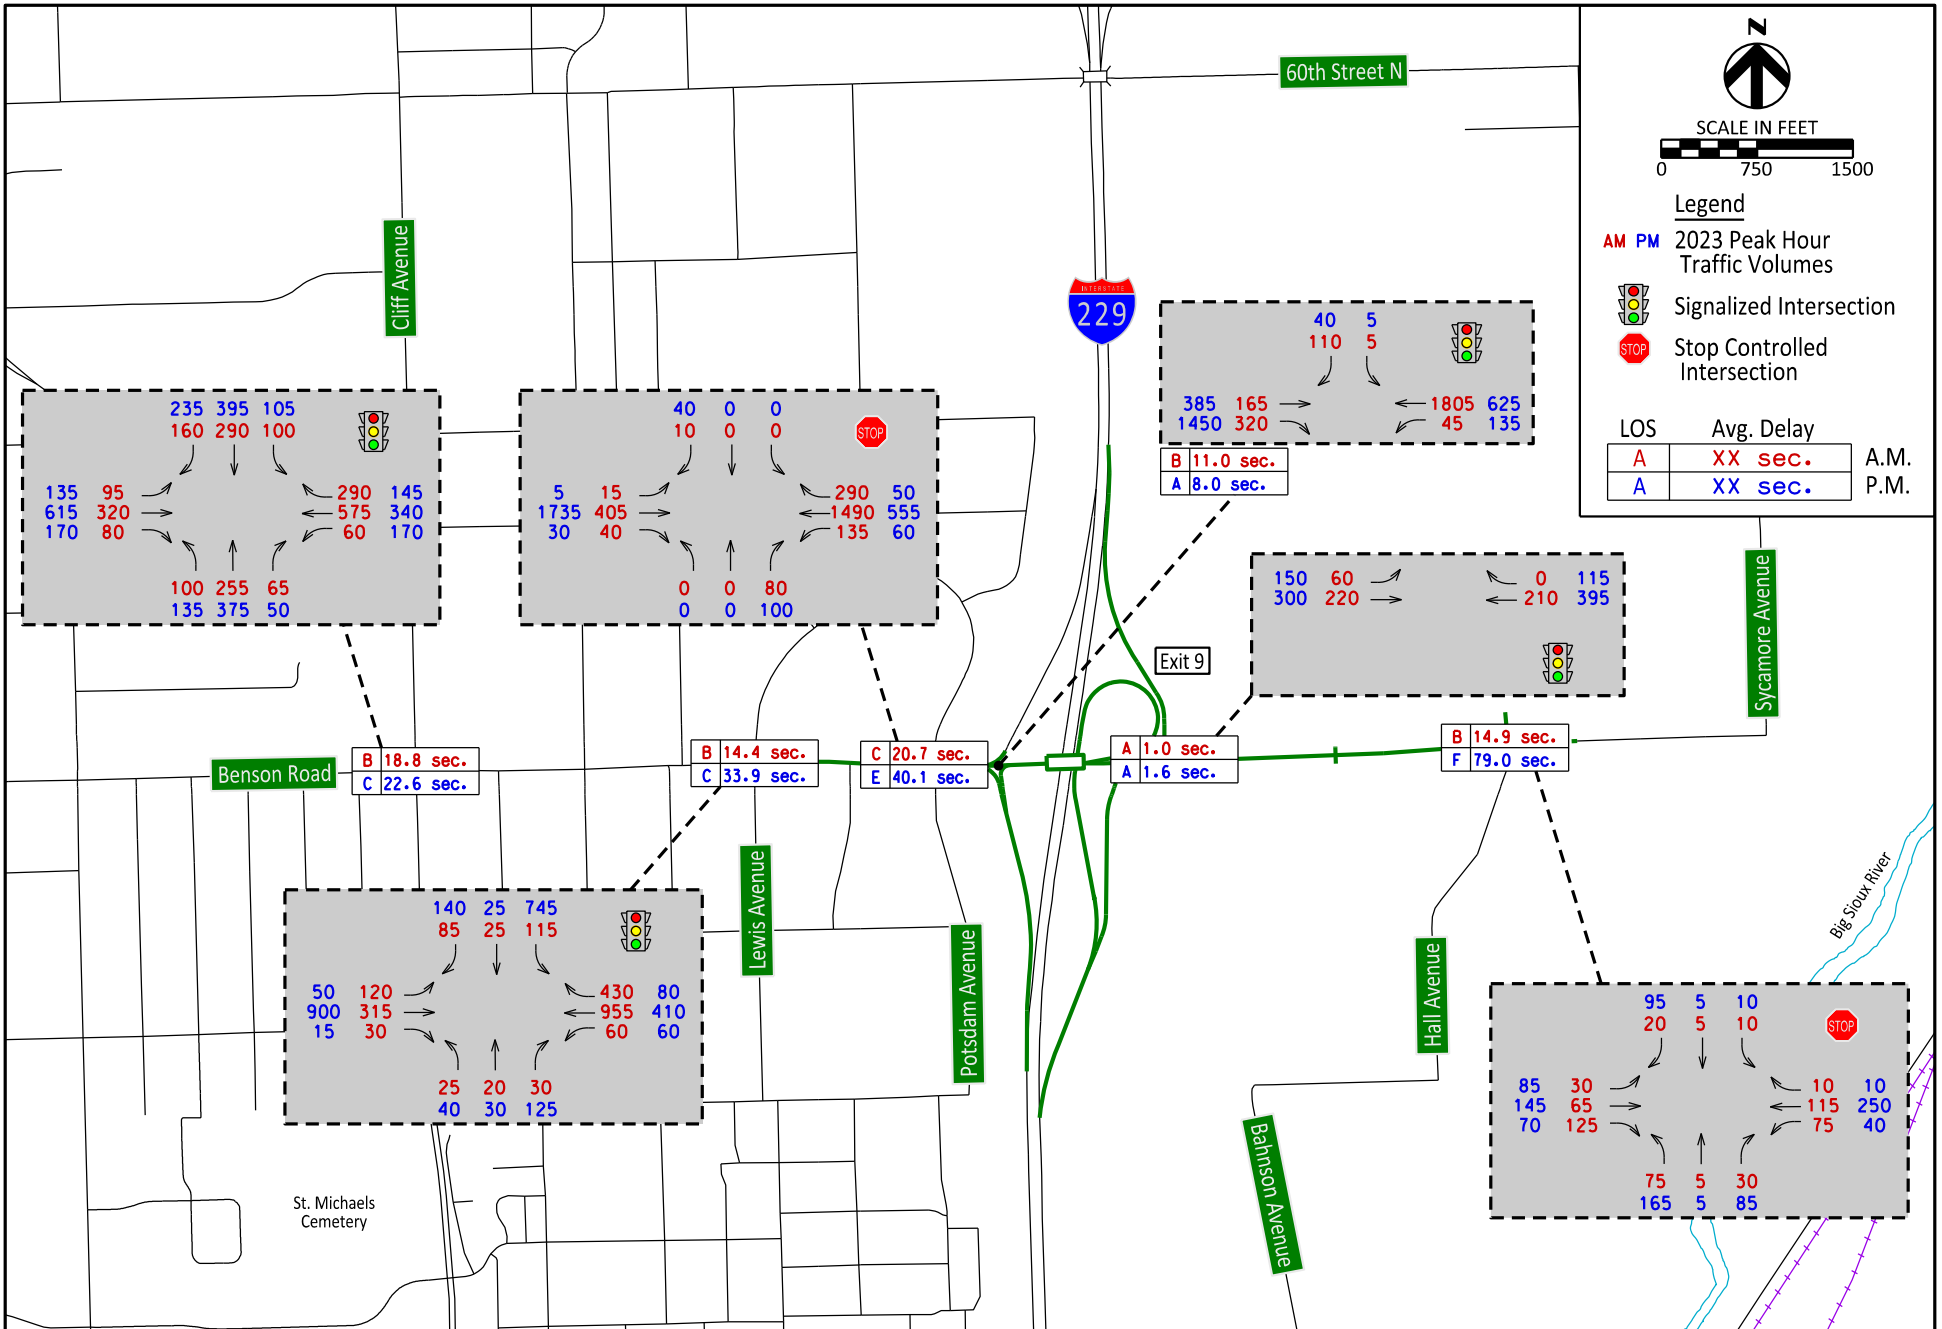 60th Street N
N
SCALE IN FEET
0 750 1500
Legend
AM PM 2023 Peak Hour
Traffic Volumes
Signalized Intersection
STOP Stop Controlled
Intersection
LOS Avg. Delay
A XX sec. A.M.
A XX sec. P.M.
Cliff Avenue
INTERSTATE
229
40 5
110 5
385 165 1805 625
1450 320 45 135
B 11.0 sec.
A 8.0 sec.
235 395 105
160 290 100
135 95 290 145
615 320 575 340
170 80 60 170
100 255 65
135 375 50
40 0 0
10 0 0
STOP
5 15 290 50
1735 405 1490 555
30 40 135 60
0 0 80
0 0 100
150 60 0 115
300 220 210 395
Exit 9
Sycamore Avenue
Benson Road
B 18.8 sec.
C 22.6 sec.
B 14.4 sec.
C 33.9 sec.
C 20.7 sec.
E 40.1 sec.
A 1.0 sec.
A 1.6 sec.
B 14.9 sec.
F 79.0 sec.
Lewis Avenue
Potsdam Avenue
Hall Avenue
Big Sioux River
140 25 745
85 25 115
50 120 430 80
900 315 955 410
15 30 60 60
25 20 30
40 30 125
95 5 10
20 5 10
STOP
85 30 10 10
145 65 115 250
70 125 75 40
75 5 30
165 5 85
Bahnson Avenue
St. Michaels
Cemetery